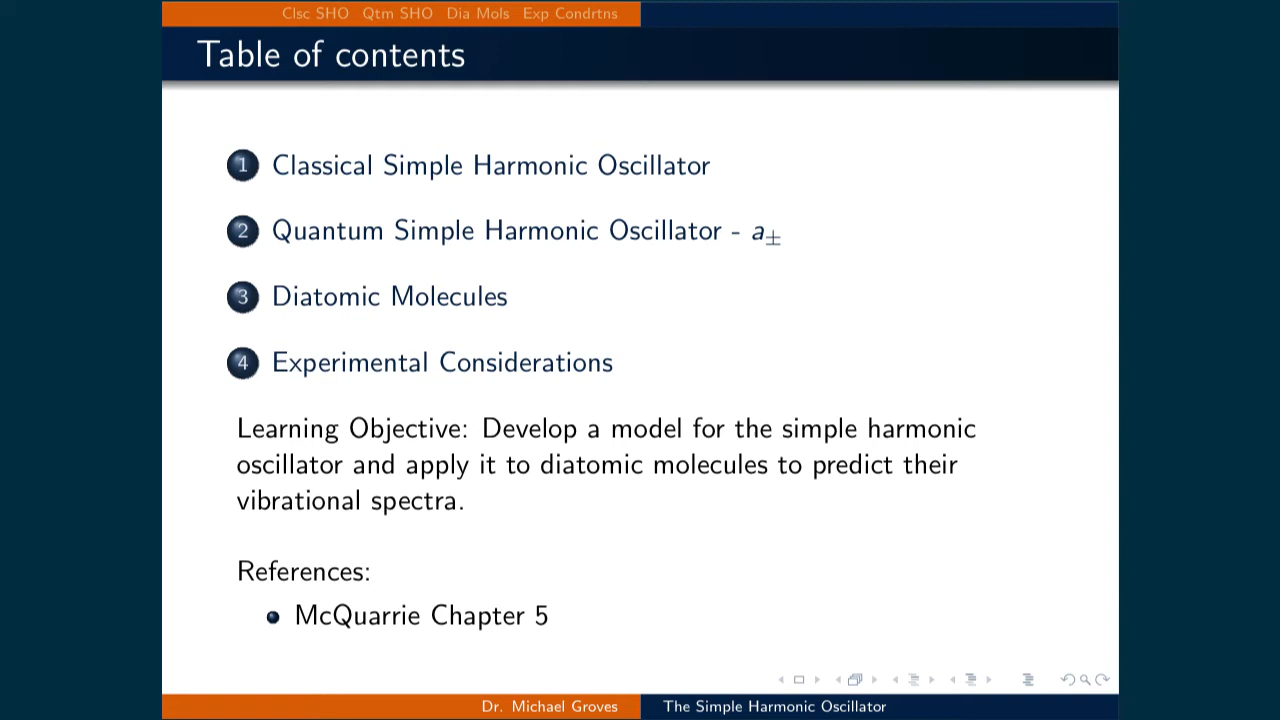 Clsc SHO Qtm SHO Dia Mols Exp Condrtns
Table of contents
1 Classical Simple Harmonic Oscillator
2 Quantum Simple Harmonic Oscillator - a±
3 Diatomic Molecules
4 Experimental Considerations
Learning Objective: Develop a model for the simple harmonic
oscillator and apply it to diatomic molecules to predict their
vibrational spectra.
References:
McQuarrie Chapter 5
Dr. Michael Groves The Simple Harmonic Oscillator